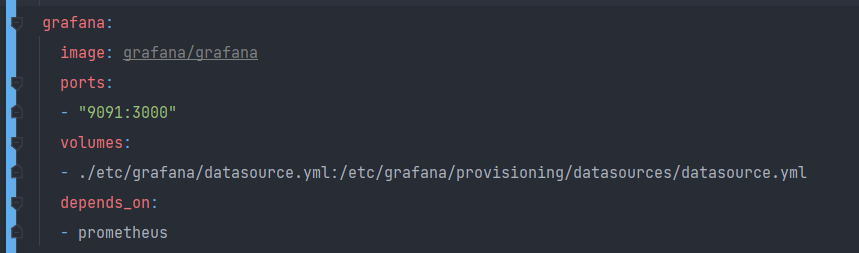 grafana:
image: grafana/grafana
ports:
- "9091:3000"
volumes:
- ./etc/grafana/datasource.yml:/etc/grafana/provisioning/datasources/datasource.yml
depends_on:
- prometheus